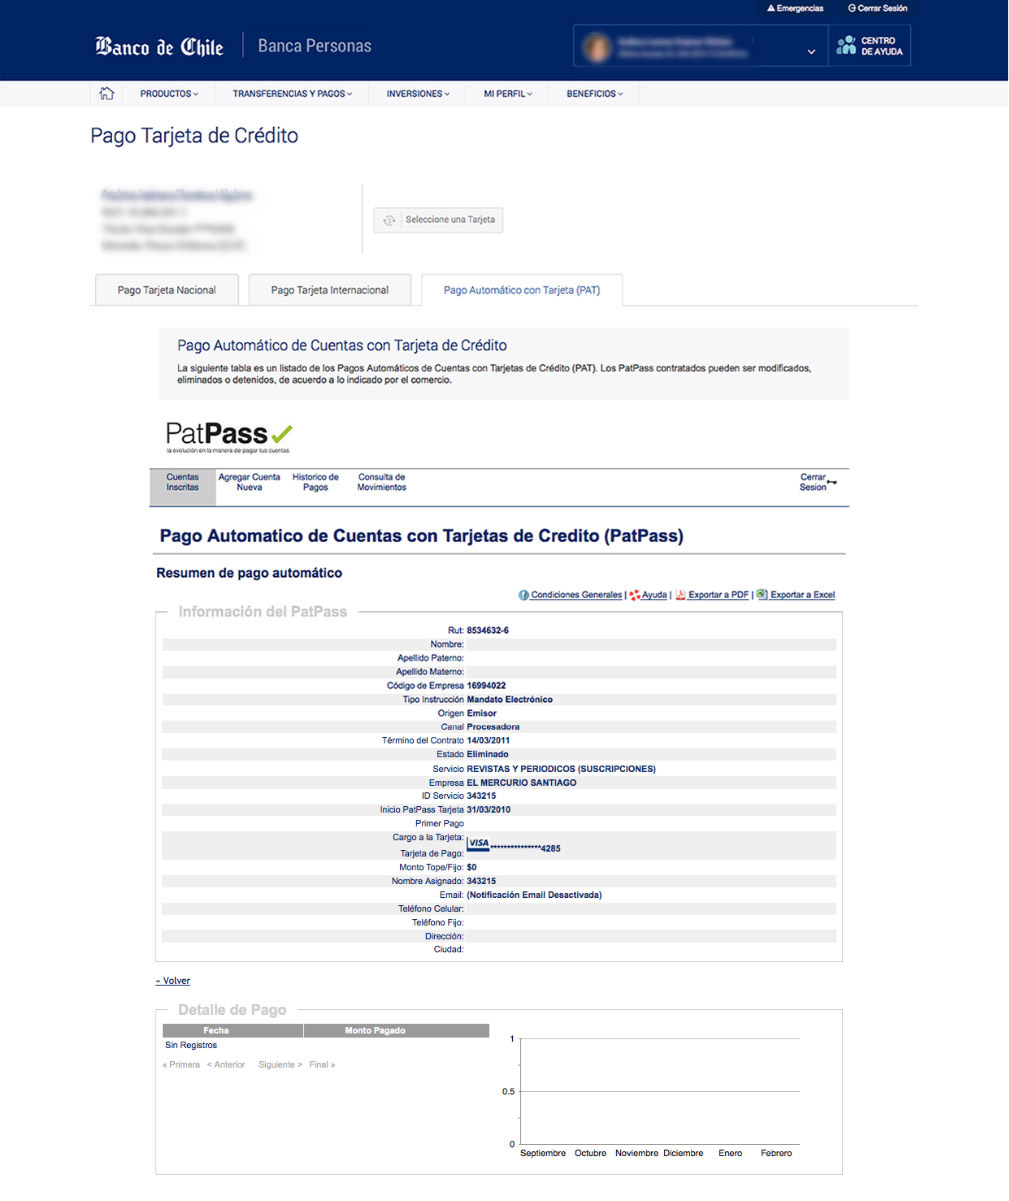 Emergencias
Cerrar Sesión
Banco de Chile
Banca Personas
CENTRO
DE AYUDA
PRODUCTOS
TRANSFERENCIAS Y PAGOS
INVERSIONES
MI PERFIL
BENEFICIOS
Pago Tarjeta de Crédito
Seleccione una Tarjeta
Pago Tarjeta Nacional
Pago Tarjeta Internacional
Pago Automático con Tarjeta (PAT)
Pago Automático de Cuentas con Tarjeta de Crédito
La siguiente tabla es un listado de los Pagos Automáticos de Cuentas con Tarjetas de Crédito (PAT). Los PatPass contratados pueden ser modificados,
eliminados o detenidos, de acuerdo a lo indicado por el comercio.
PatPass
la evolución en la manera de pagar tus cuentas
Cuentas
Inscritas
Agregar Cuenta
Nueva
Historico de
Pagos
Consulta de
Movimientos
Cerrar
Sesion
Pago Automatico de Cuentas con Tarjetas de Credito (PatPass)
Resumen de pago automático
Condiciones Generales | Ayuda | Exportar a PDF | Exportar a Excel
Información del PatPass
Rut: 8534632-6
Nombre:
Apellido Paterno:
Apellido Materno:
Código de Empresa 16994022
Tipo Instrucción Mandato Electrónico
Origen Emisor
Canal Procesadora
Término del Contrato 14/03/2011
Estado Eliminado
Servicio REVISTAS Y PERIODICOS (SUSCRIPCIONES)
Empresa EL MERCURIO SANTIAGO
ID Servicio 343215
Inicio PatPass Tarjeta 31/03/2010
Primer Pago
Cargo a la Tarjeta:
Tarjeta de Pago: VISA ***************4285
Monto Tope/Fijo: $0
Nombre Asignado: 343215
Email: (Notificación Email Desactivada)
Teléfono Celular:
Teléfono Fijo:
Dirección:
Ciudad:
- Volver
Detalle de Pago
Fecha Monto Pagado
Sin Registros
« Primera < Anterior Siguiente > Final »
1
0.5
0
Septiembre Octubre Noviembre Diciembre Enero Febrero